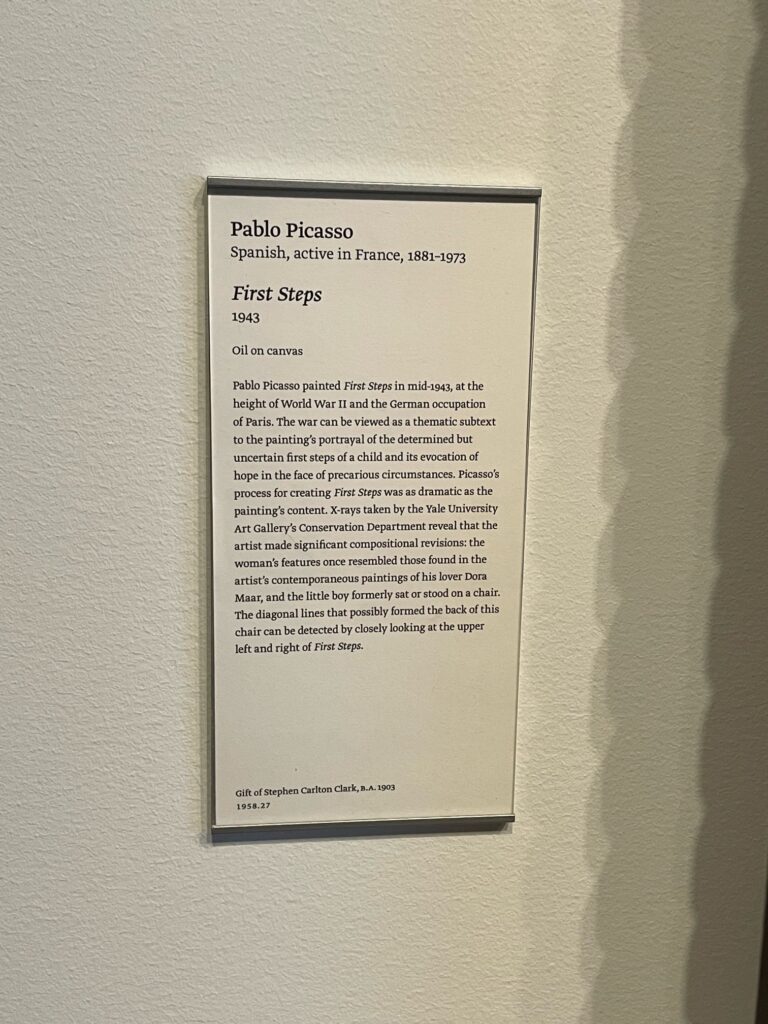 Pablo Picasso
Spanish, active in France, 1881–1973
First Steps
1943
Oil on canvas
Pablo Picasso painted First Steps in mid-1943, at the
height of World War II and the German occupation
of Paris. The war can be viewed as a thematic subtext
to the painting's portrayal of the determined but
uncertain first steps of a child and its evocation of
hope in the face of precarious circumstances. Picasso's
process for creating First Steps was as dramatic as the
painting's content. X-rays taken by the Yale University
Art Gallery's Conservation Department reveal that the
artist made significant compositional revisions: the
woman's features once resembled those found in the
artist's contemporaneous paintings of his lover Dora
Maar, and the little boy formerly sat or stood on a chair.
The diagonal lines that possibly formed the back of this
chair can be detected by closely looking at the upper
left and right of First Steps.
Gift of Stephen Carlton Clark, B.A. 1903
1958.27